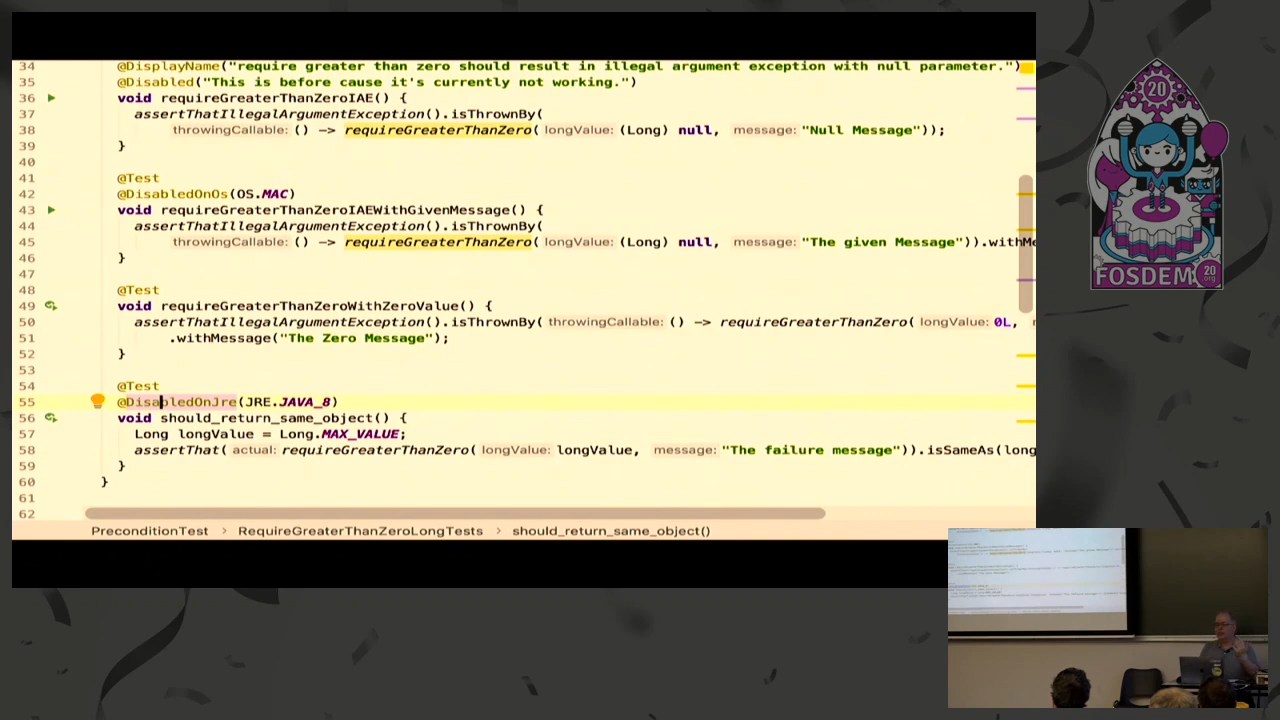 34 @DisplayName("require greater than zero should result in illegal argument exception with null parameter.")
35 @Disabled("This is before cause it's currently not working.")
36 void requireGreaterThanZeroIAE() {
37 assertThatIllegalArgumentException().isThrownBy(
38 throwingCallable: () -> requireGreaterThanZero( longValue: (Long) null, message: "Null Message"));
39 }
40
41 @Test
42 @DisabledOnOs(OS.MAC)
43 void requireGreaterThanZeroIAEWithGivenMessage() {
44 assertThatIllegalArgumentException().isThrownBy(
45 throwingCallable: () -> requireGreaterThanZero( longValue: (Long) null, message: "The given Message")).withMe
46 }
47
48 @Test
49 void requireGreaterThanZeroWithZeroValue() {
50 assertThatIllegalArgumentException().isThrownBy( throwingCallable: () -> requireGreaterThanZero( longValue: 0L,
51 .withMessage("The Zero Message");
52 }
53
54 @Test
55 @DisabledOnJre(JRE.JAVA_8)
56 void should_return_same_object() {
57 Long longValue = Long.MAX_VALUE;
58 assertThat( actual: requireGreaterThanZero( longValue: longValue, message: "The failure message")).isSameAs(long
59 }
60 }
61
62
PreconditionTest > RequireGreaterThanZeroLongTests > should_return_same_object()
20
FOSDEM 20 .org